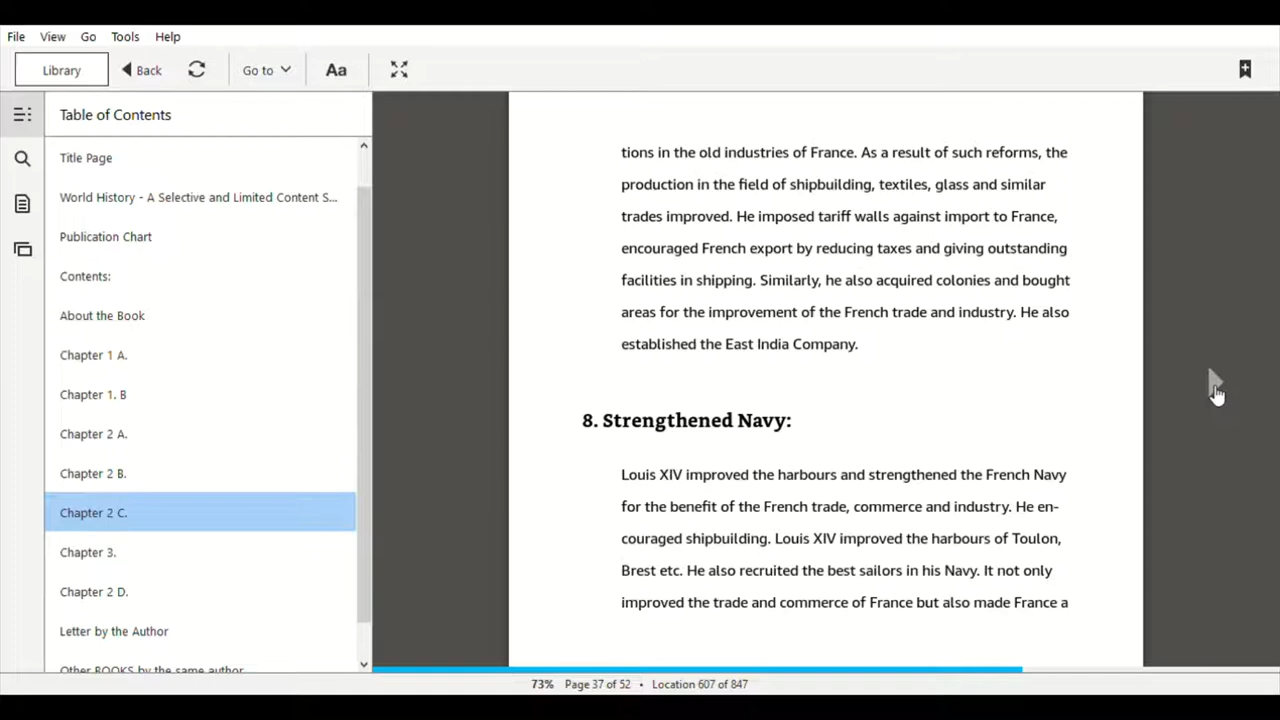 File View Go Tools Help
Library Back Go to Aa
Table of Contents
Title Page
World History - A Selective and Limited Content S...
Publication Chart
Contents:
About the Book
Chapter 1 A.
Chapter 1. B
Chapter 2 A.
Chapter 2 B.
Chapter 2 C.
Chapter 3.
Chapter 2 D.
Letter by the Author
Other BOOKS by the same author
tions in the old industries of France. As a result of such reforms, the
production in the field of shipbuilding, textiles, glass and similar
trades improved. He imposed tariff walls against import to France,
encouraged French export by reducing taxes and giving outstanding
facilities in shipping. Similarly, he also acquired colonies and bought
areas for the improvement of the French trade and industry. He also
established the East India Company.
8. Strengthened Navy:
Louis XIV improved the harbours and strengthened the French Navy
for the benefit of the French trade, commerce and industry. He en-
couraged shipbuilding. Louis XIV improved the harbours of Toulon,
Brest etc. He also recruited the best sailors in his Navy. It not only
improved the trade and commerce of France but also made France a
73% Page 37 of 52 • Location 607 of 847